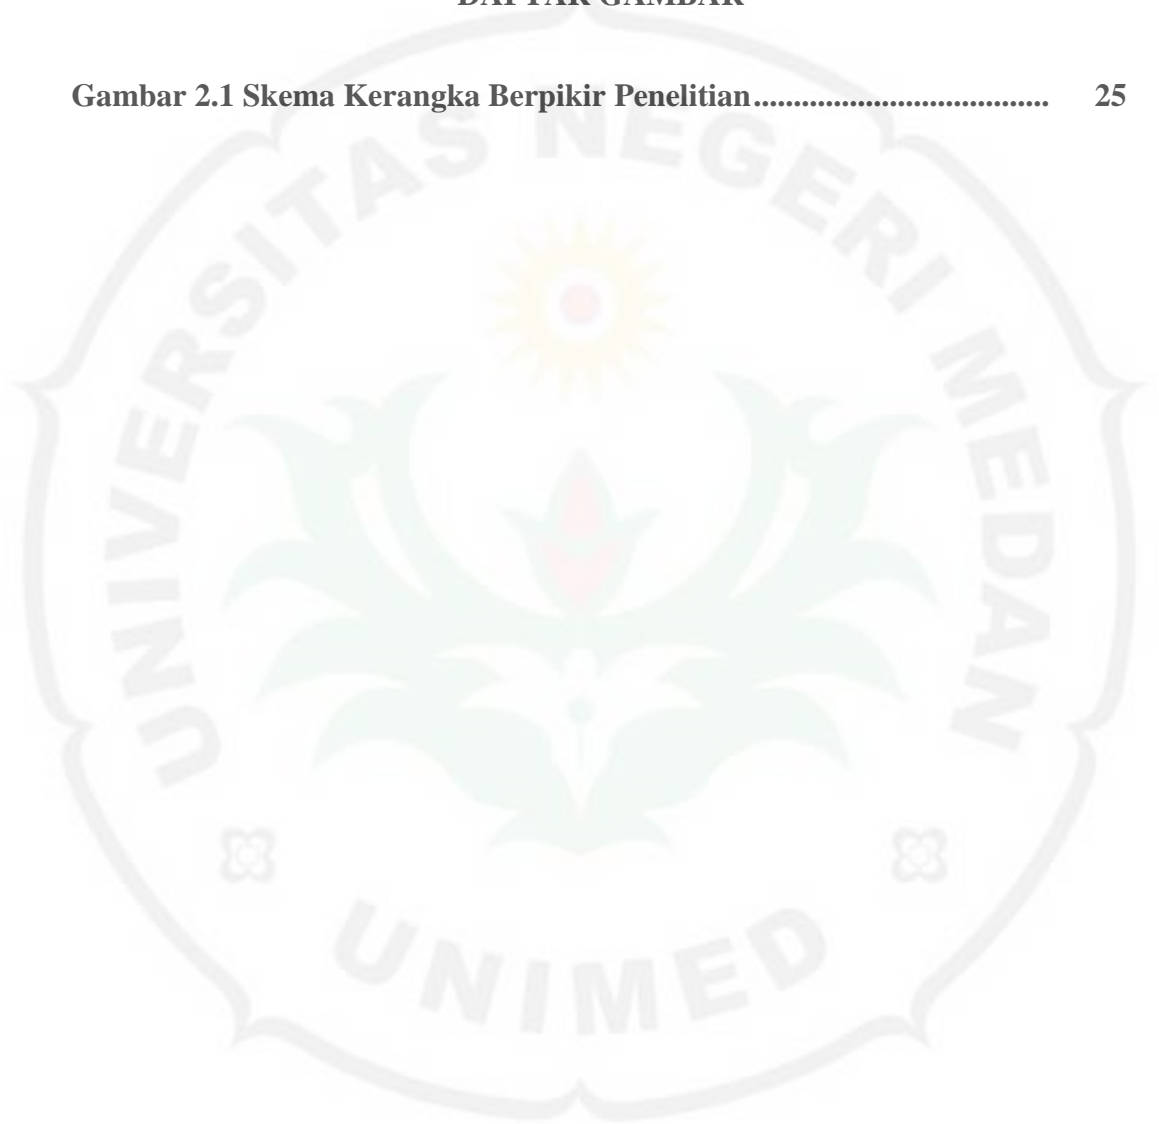 DAFTAR GAMBAR
Gambar 2.1 Skema Kerangka Berpikir Penelitian..................................... 25
UNIVERSITAS NEGERI MEDAN
UNIMED